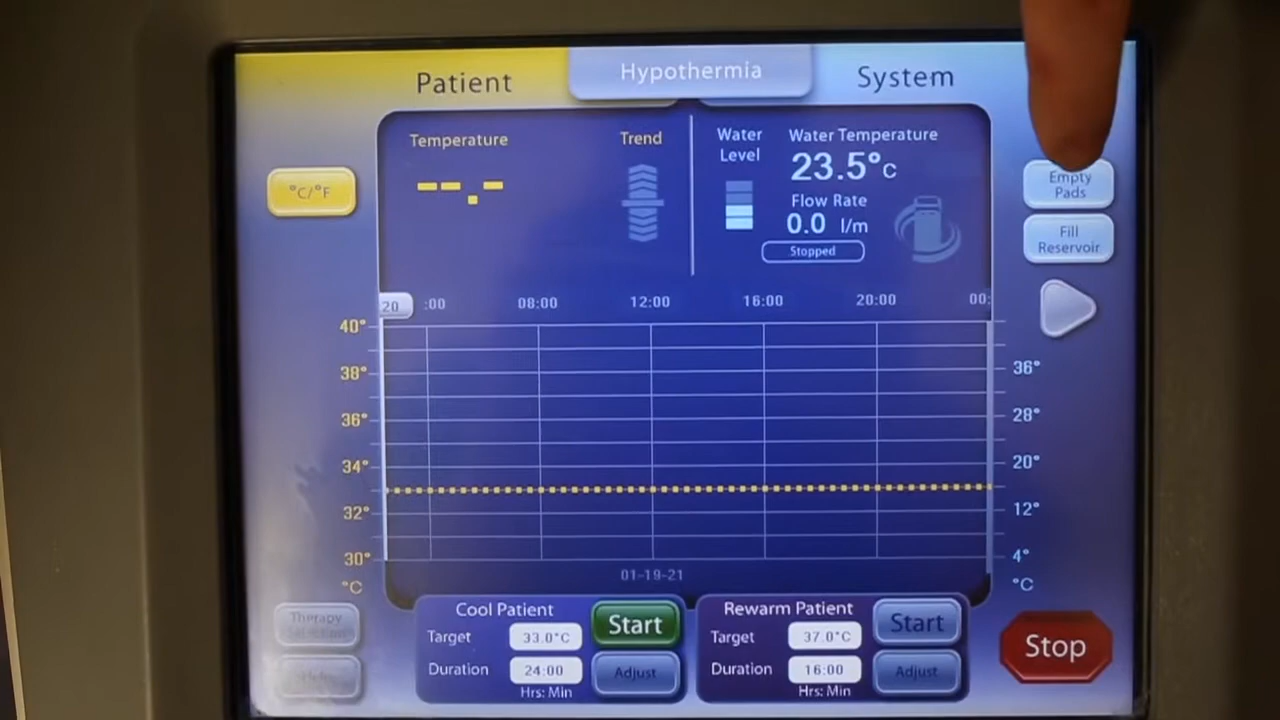 Patient
Hypothermia
System
Temperature
Trend
Water
Level
Water Temperature
23.5°C
Flow Rate
0.0 l/m
Stopped
°C/°F
--.-
Empty
Pads
Fill
Reservoir
20 :00 08:00 12:00 16:00 20:00 00:
40°
38°
36°
34°
32°
30°
°C
36°
28°
20°
12°
4°
°C
01-19-21
Therapy
Cool Patient
Target 33.0°C
Duration 24:00
Hrs: Min
Start
Adjust
Rewarm Patient
Target 37.0°C
Duration 16:00
Hrs: Min
Start
Adjust
Stop